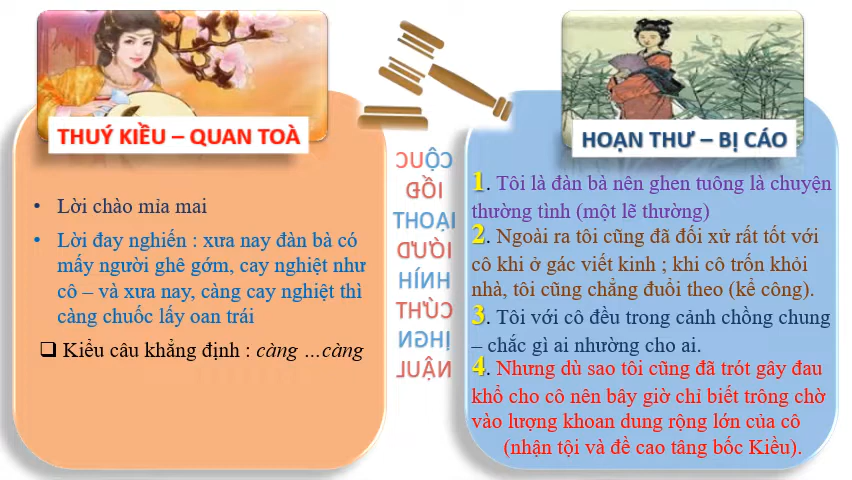 THUÝ KIỀU – QUAN TOÀ
• Lời chào mỉa mai
• Lời đay nghiến : xưa nay đàn bà có
mấy người ghê gớm, cay nghiệt như
cô – và xưa nay, càng cay nghiệt thì
càng chuốc lấy oan trái
❑ Kiểu câu khẳng định : càng …càng
CUỘC
ĐỐI
THOẠI
DƯỚI
HÌNH
THỨC
NGHỊ
LUẬN
HOẠN THƯ – BỊ CÁO
1. Tôi là đàn bà nên ghen tuông là chuyện
thường tình (một lẽ thường)
2. Ngoài ra tôi cũng đã đối xử rất tốt với
cô khi ở gác viết kinh ; khi cô trốn khỏi
nhà, tôi cũng chẳng đuổi theo (kể công).
3. Tôi với cô đều trong cảnh chồng chung
– chắc gì ai nhường cho ai.
4. Nhưng dù sao tôi cũng đã trót gây đau
khổ cho cô nên bây giờ chỉ biết trông chờ
vào lượng khoan dung rộng lớn của cô
(nhận tội và đề cao tâng bốc Kiều).